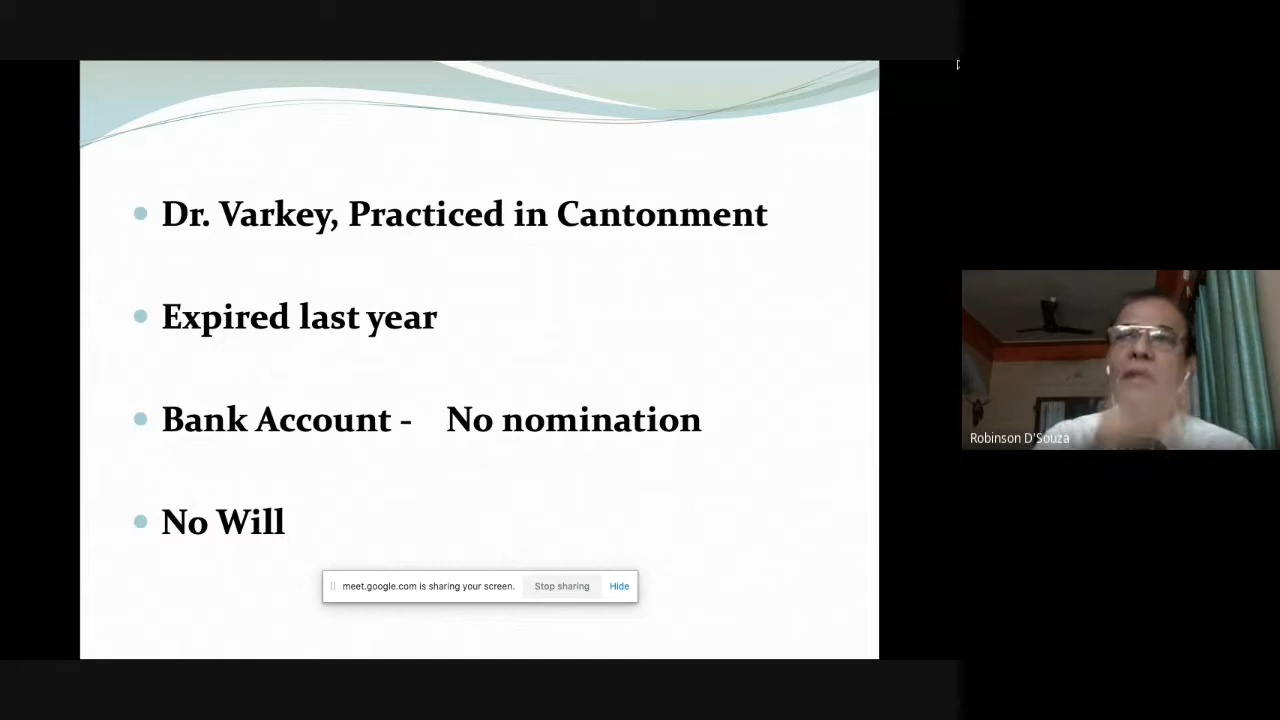 Dr. Varkey, Practiced in Cantonment
Expired last year
Bank Account - No nomination
No Will
meet.google.com is sharing your screen. Stop sharing Hide
Robinson D'Souza